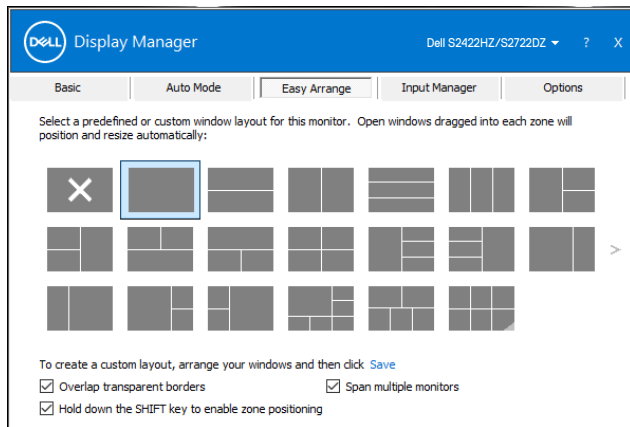 DELL Display Manager
Dell S2422HZ/S2722DZ ? X
Basic Auto Mode Easy Arrange Input Manager Options
Select a predefined or custom window layout for this monitor. Open windows dragged into each zone will
position and resize automatically:
>
To create a custom layout, arrange your windows and then click Save
Overlap transparent borders Span multiple monitors
Hold down the SHIFT key to enable zone positioning